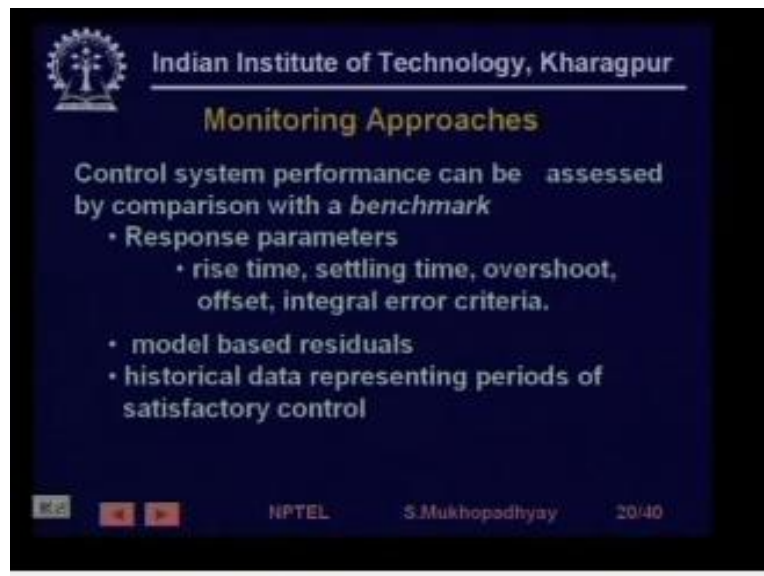 Indian Institute of Technology, Kharagpur
Monitoring Approaches
Control system performance can be assessed
by comparison with a benchmark
• Response parameters
• rise time, settling time, overshoot,
offset, integral error criteria.
• model based residuals
• historical data representing periods of
satisfactory control
NPTEL S.Mukhopadhyay 20/40